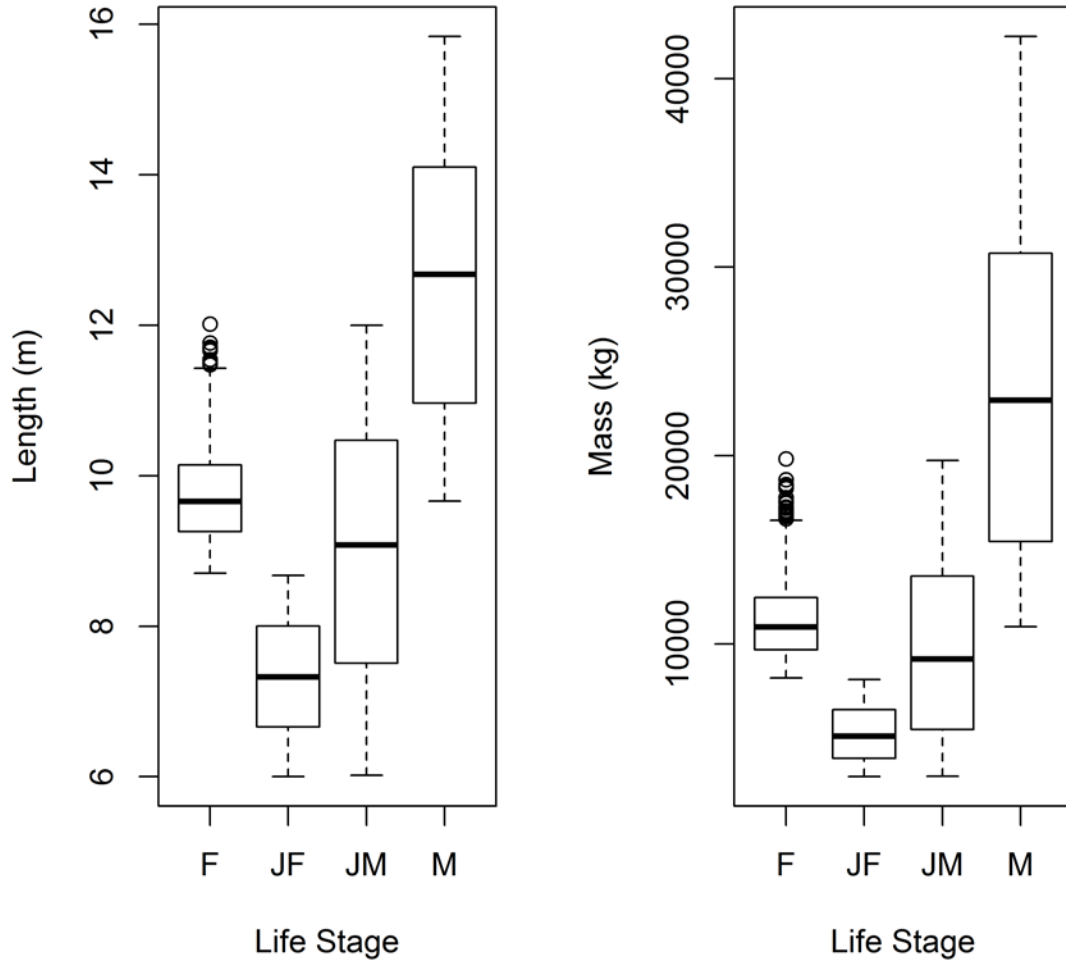 Length (m)
16
14
12
10
8
6
F JF JM M
Life Stage
Mass (kg)
40000
30000
20000
10000
F JF JM M
Life Stage